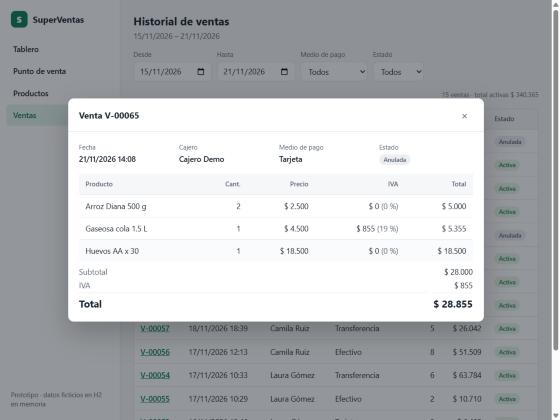 S SuperVentas
Tablero
Punto de venta
Productos
Ventas
Prototipo · datos ficticios en H2
en memoria
Historial de ventas
15/11/2026 – 21/11/2026
Desde Hasta Medio de pago Estado
15/11/2026 21/11/2026 Todos Todos
15 ventas · total activas $ 340.365
Estado
Anulada
Activa
Activa
Activa
Anulada
Activa
Activa
Activa
Venta V-00065 ×
Fecha Cajero Medio de pago Estado
21/11/2026 14:08 Cajero Demo Tarjeta Anulada
Producto Cant. Precio IVA Total
Arroz Diana 500 g 2 $ 2.500 $ 0 (0 %) $ 5.000
Gaseosa cola 1.5 L 1 $ 4.500 $ 855 (19 %) $ 5.355
Huevos AA x 30 1 $ 18.500 $ 0 (0 %) $ 18.500
Subtotal $ 28.000
IVA $ 855
Total $ 28.855
V-00057 18/11/2026 18:39 Camila Ruiz Transferencia 5 $ 26.042 Activa
V-00056 17/11/2026 12:13 Camila Ruiz Efectivo 8 $ 51.509 Activa
V-00054 17/11/2026 10:33 Laura Gómez Transferencia 6 $ 63.784 Activa
V-00055 17/11/2026 10:29 Laura Gómez Efectivo 2 $ 10.710 Activa